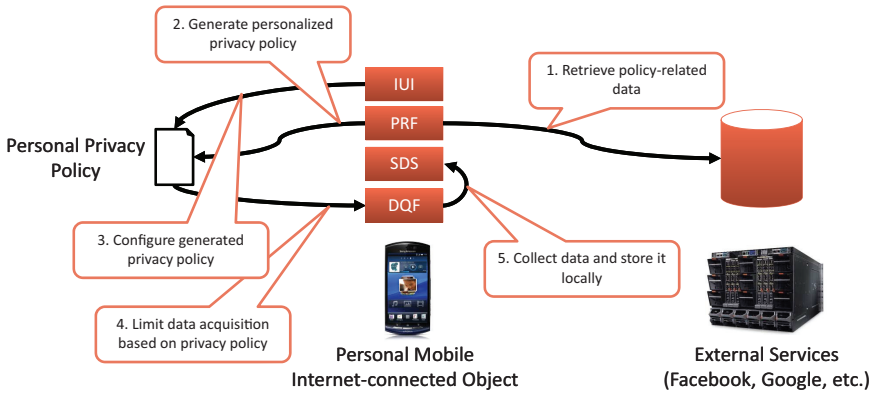 2. Generate personalized
privacy policy
1. Retrieve policy-related
data
IUI
PRF
SDS
DQF
Personal Privacy
Policy
3. Configure generated
privacy policy
5. Collect data and store it
locally
4. Limit data acquisition
based on privacy policy
Personal Mobile
Internet-connected Object
External Services
(Facebook, Google, etc.)